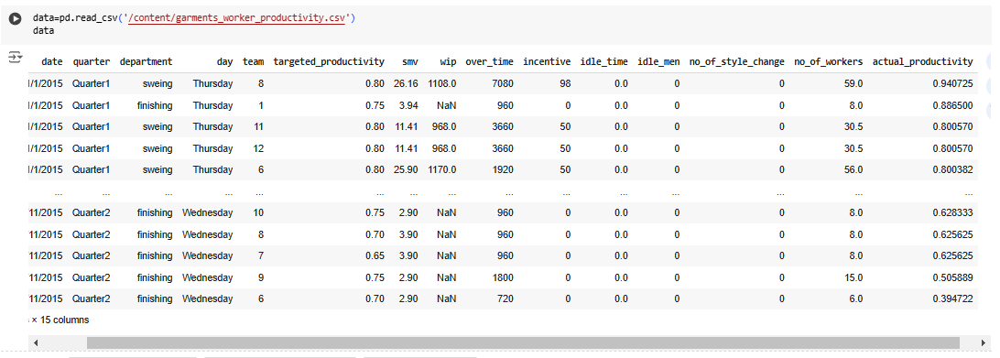 data=pd.read_csv('/content/garments_worker_productivity.csv')
data
date quarter department day team targeted_productivity smv wip over_time incentive idle_time idle_men no_of_style_change no_of_workers actual_productivity
/1/2015 Quarter1 sweing Thursday 8 0.80 26.16 1108.0 7080 98 0.0 0 0 59.0 0.940725
/1/2015 Quarter1 finishing Thursday 1 0.75 3.94 NaN 960 0 0.0 0 0 8.0 0.886500
/1/2015 Quarter1 sweing Thursday 11 0.80 11.41 968.0 3660 50 0.0 0 0 30.5 0.800570
/1/2015 Quarter1 sweing Thursday 12 0.80 11.41 968.0 3660 50 0.0 0 0 30.5 0.800570
/1/2015 Quarter1 sweing Thursday 6 0.80 25.90 1170.0 1920 50 0.0 0 0 56.0 0.800382
... ... ... ... ... ... ... ... ... ... ... ... ... ... ...
11/2015 Quarter2 finishing Wednesday 10 0.75 2.90 NaN 960 0 0.0 0 0 8.0 0.628333
11/2015 Quarter2 finishing Wednesday 8 0.70 3.90 NaN 960 0 0.0 0 0 8.0 0.625625
11/2015 Quarter2 finishing Wednesday 7 0.65 3.90 NaN 960 0 0.0 0 0 8.0 0.625625
11/2015 Quarter2 finishing Wednesday 9 0.75 2.90 NaN 1800 0 0.0 0 0 15.0 0.505889
11/2015 Quarter2 finishing Wednesday 6 0.70 2.90 NaN 720 0 0.0 0 0 6.0 0.394722
× 15 columns